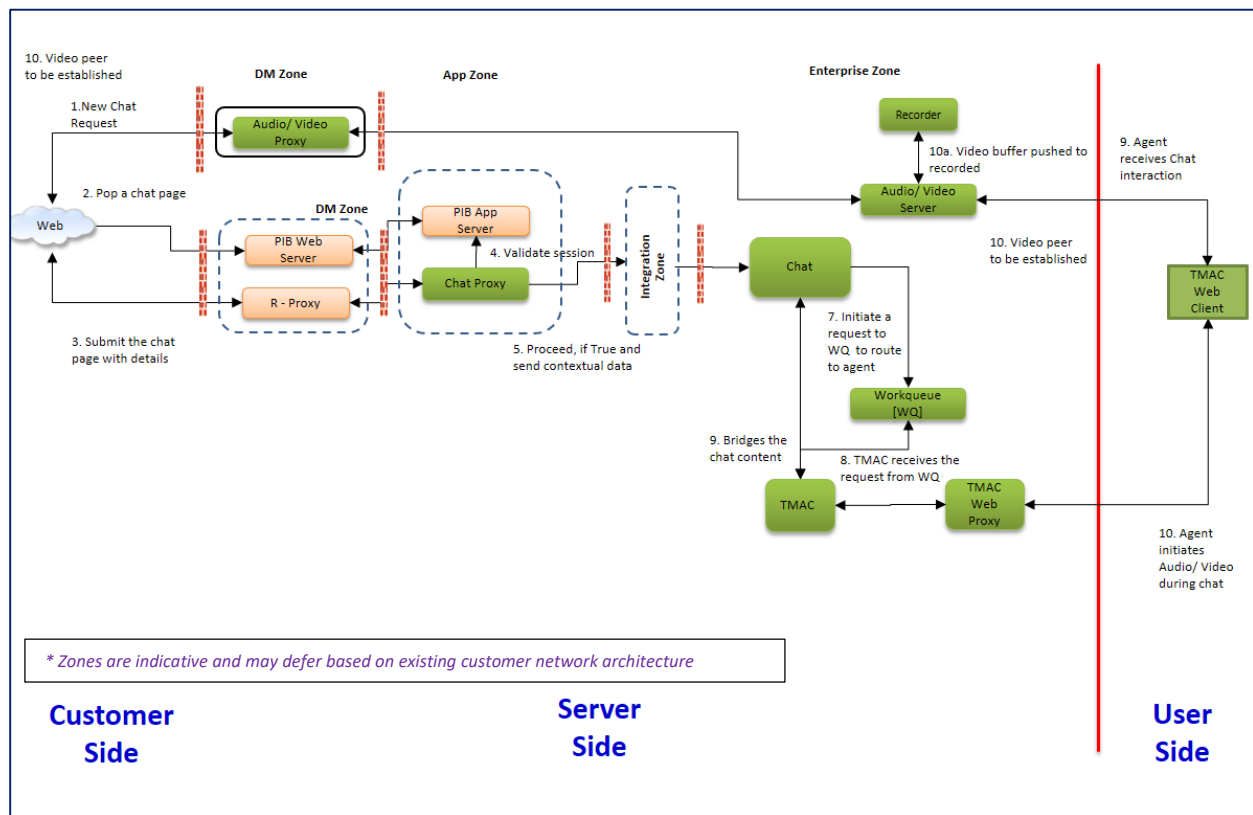 10. Video peer
to be established
DM Zone
App Zone
Enterprise Zone
1.New Chat
Request
Audio/ Video
Proxy
Recorder
10a. Video buffer pushed to
recorded
9. Agent
receives Chat
interaction
2. Pop a chat page
Audio/ Video
Server
Web
DM Zone
PIB Web
Server
PIB App
Server
4. Validate session
Integration
Zone
Chat
10. Video peer
to be established
TMAC
Web
Client
R - Proxy
Chat Proxy
3. Submit the chat
page with details
5. Proceed, if True and
send contextual data
7. Initiate a
request to
WQ to route
to agent
Workqueue
[WQ]
9. Bridges the
chat content
8. TMAC receives the
request from WQ
TMAC
TMAC
Web
Proxy
10. Agent
initiates
Audio/ Video
during chat
* Zones are indicative and may defer based on existing customer network architecture
Customer
Side
Server
Side
User
Side